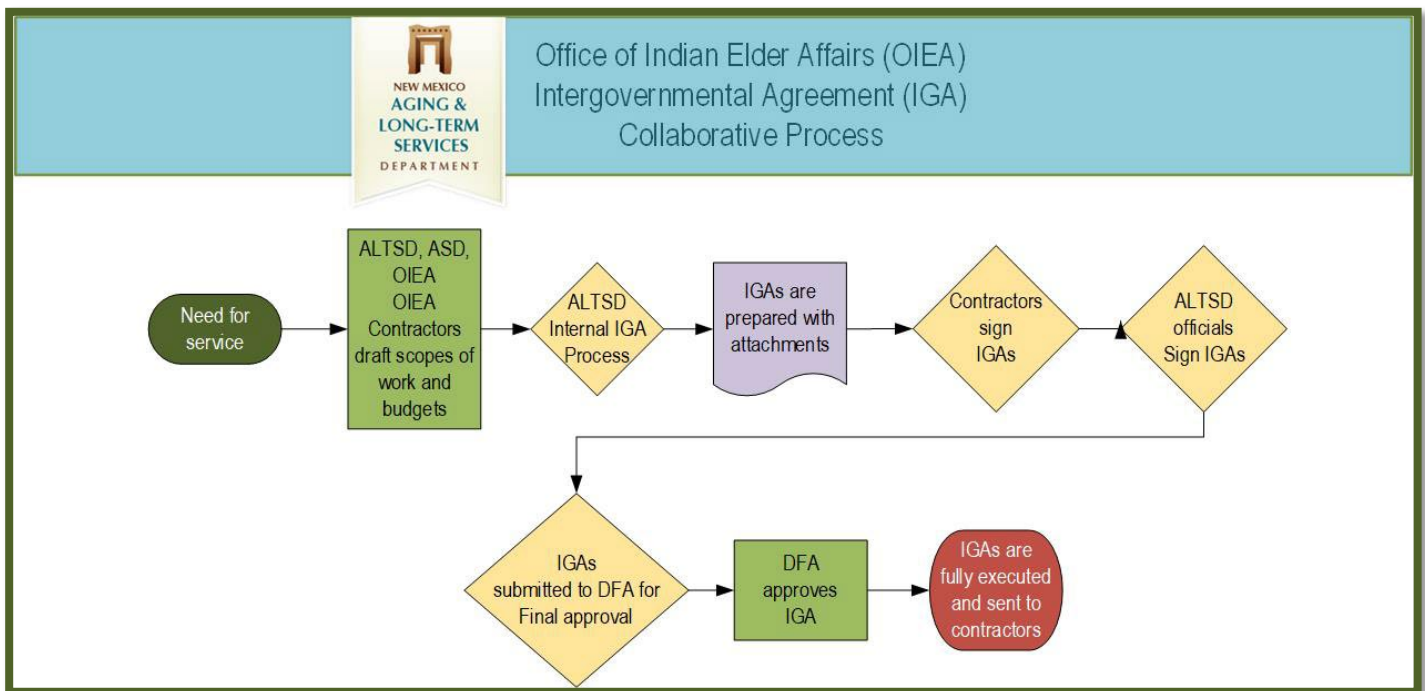 NEW MEXICO
AGING &
LONG-TERM
SERVICES
DEPARTMENT
Office of Indian Elder Affairs (OIEA)
Intergovernmental Agreement (IGA)
Collaborative Process
Need for
service
ALTSD, ASD,
OIEA
OIEA
Contractors
draft scopes of
work and
budgets
ALTSD
Internal IGA
Process
IGAs are
prepared with
attachments
Contractors
sign
IGAs
ALTSD
officials
Sign IGAs
IGAs
submitted to DFA for
Final approval
DFA
approves
IGA
IGAs are
fully executed
and sent to
contractors